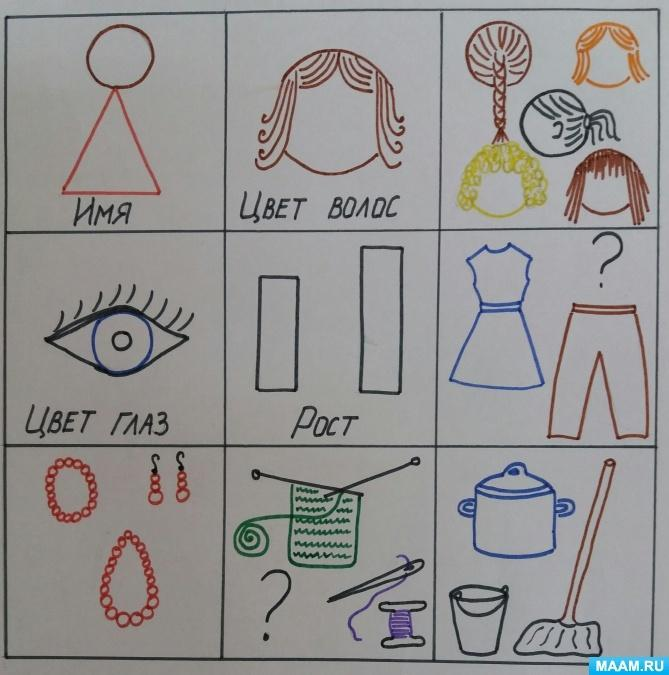 Имя
Цвет волос
?
Цвет глаз
Рост
?
MAAM.RU